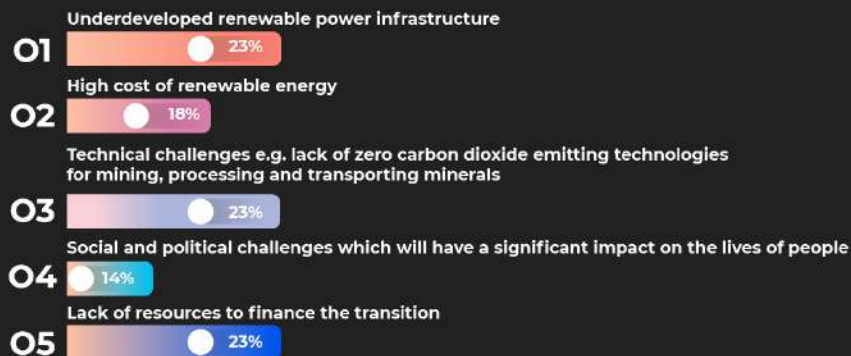 Underdeveloped renewable power infrastructure
01 23%
High cost of renewable energy
02 18%
Technical challenges e.g. lack of zero carbon dioxide emitting technologies
for mining, processing and transporting minerals
03 23%
Social and political challenges which will have a significant impact on the lives of people
04 14%
Lack of resources to finance the transition
05 23%